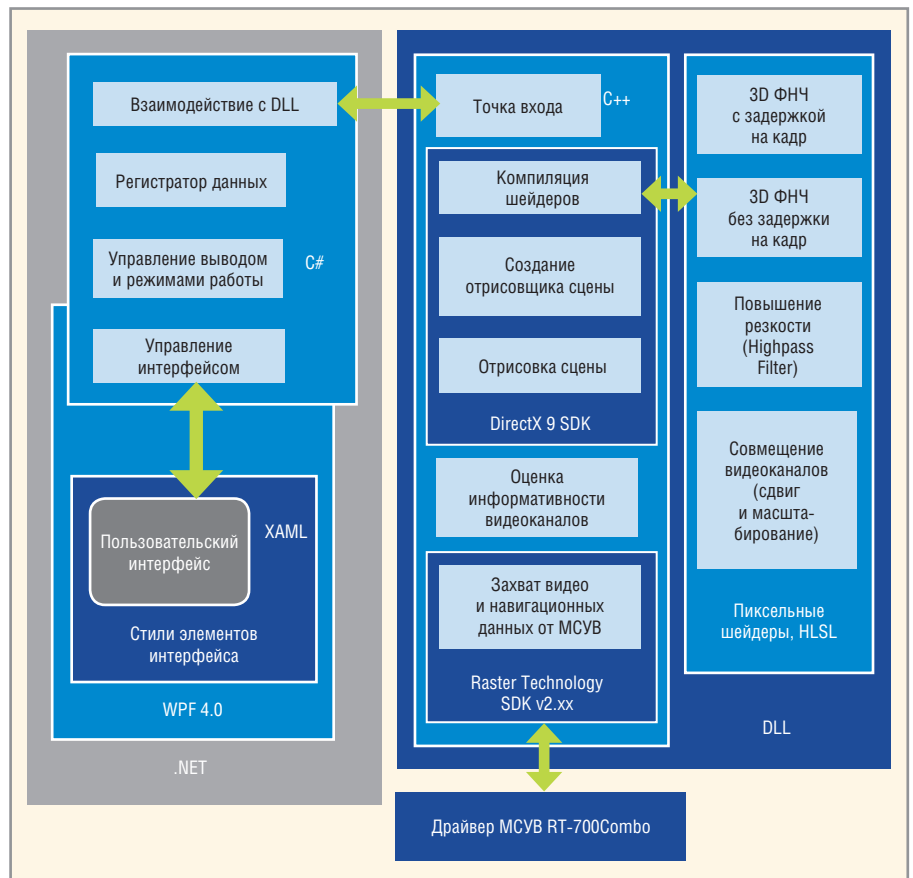 Взаимодействие с DLL
Регистратор данных
Управление выводом
и режимами работы
C#
Управление
интерфейсом
Пользовательский
интерфейс
XAML
Стили элементов
интерфейса
WPF 4.0
.NET
Точка входа
C++
Компиляция
шейдеров
Создание
отрисовщика сцены
Отрисовка сцены
DirectX 9 SDK
Оценка
информативности
видеоканалов
Захват видео
и навигационных
данных от МСУВ
Raster Technology
SDK v2.xx
3D ФНЧ
с задержкой
на кадр
3D ФНЧ
без задержки
на кадр
Повышение
резкости
(Highpass
Filter)
Совмещение
видеоканалов
(сдвиг
и масшта-
бирование)
Пиксельные
шейдеры, HLSL
DLL
Драйвер МСУВ RT-700Combo